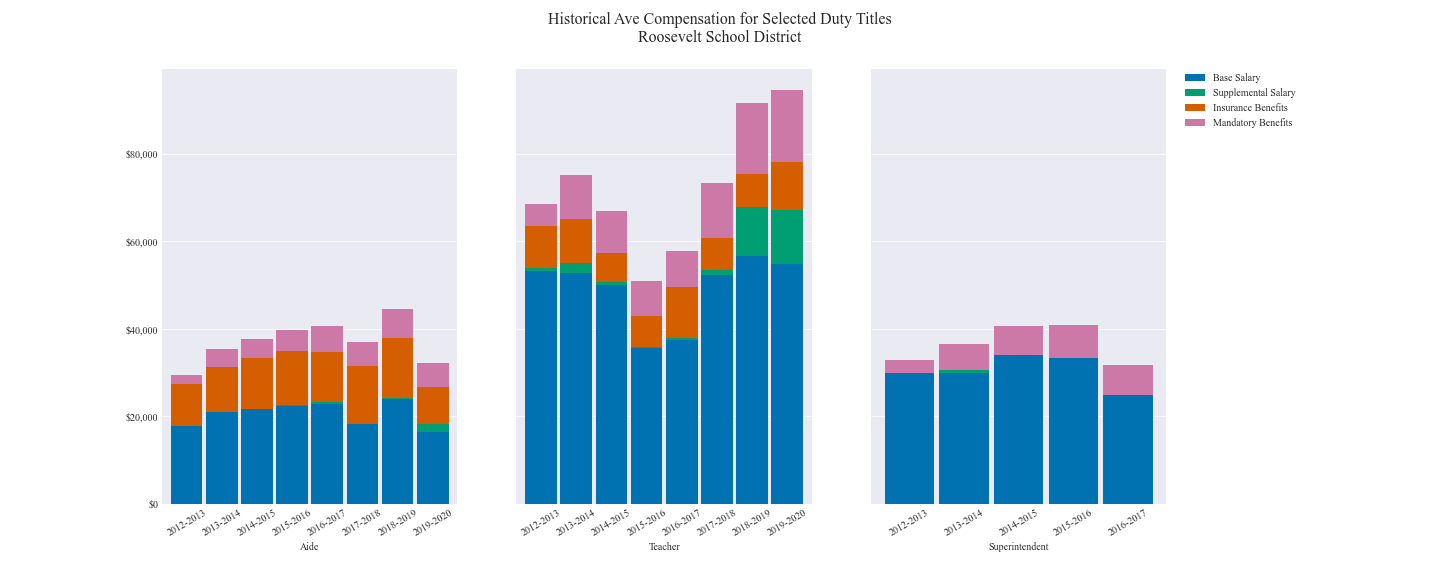 Historical Ave Compensation for Selected Duty Titles
Roosevelt School District
Base Salary
Supplemental Salary
Insurance Benefits
Mandatory Benefits
$80,000
$60,000
$40,000
$20,000
$0
2012-2013 2013-2014 2014-2015 2015-2016 2016-2017 2017-2018 2018-2019 2019-2020
Aide
2012-2013 2013-2014 2014-2015 2015-2016 2016-2017 2017-2018 2018-2019 2019-2020
Teacher
2012-2013 2013-2014 2014-2015 2015-2016 2016-2017
Superintendent